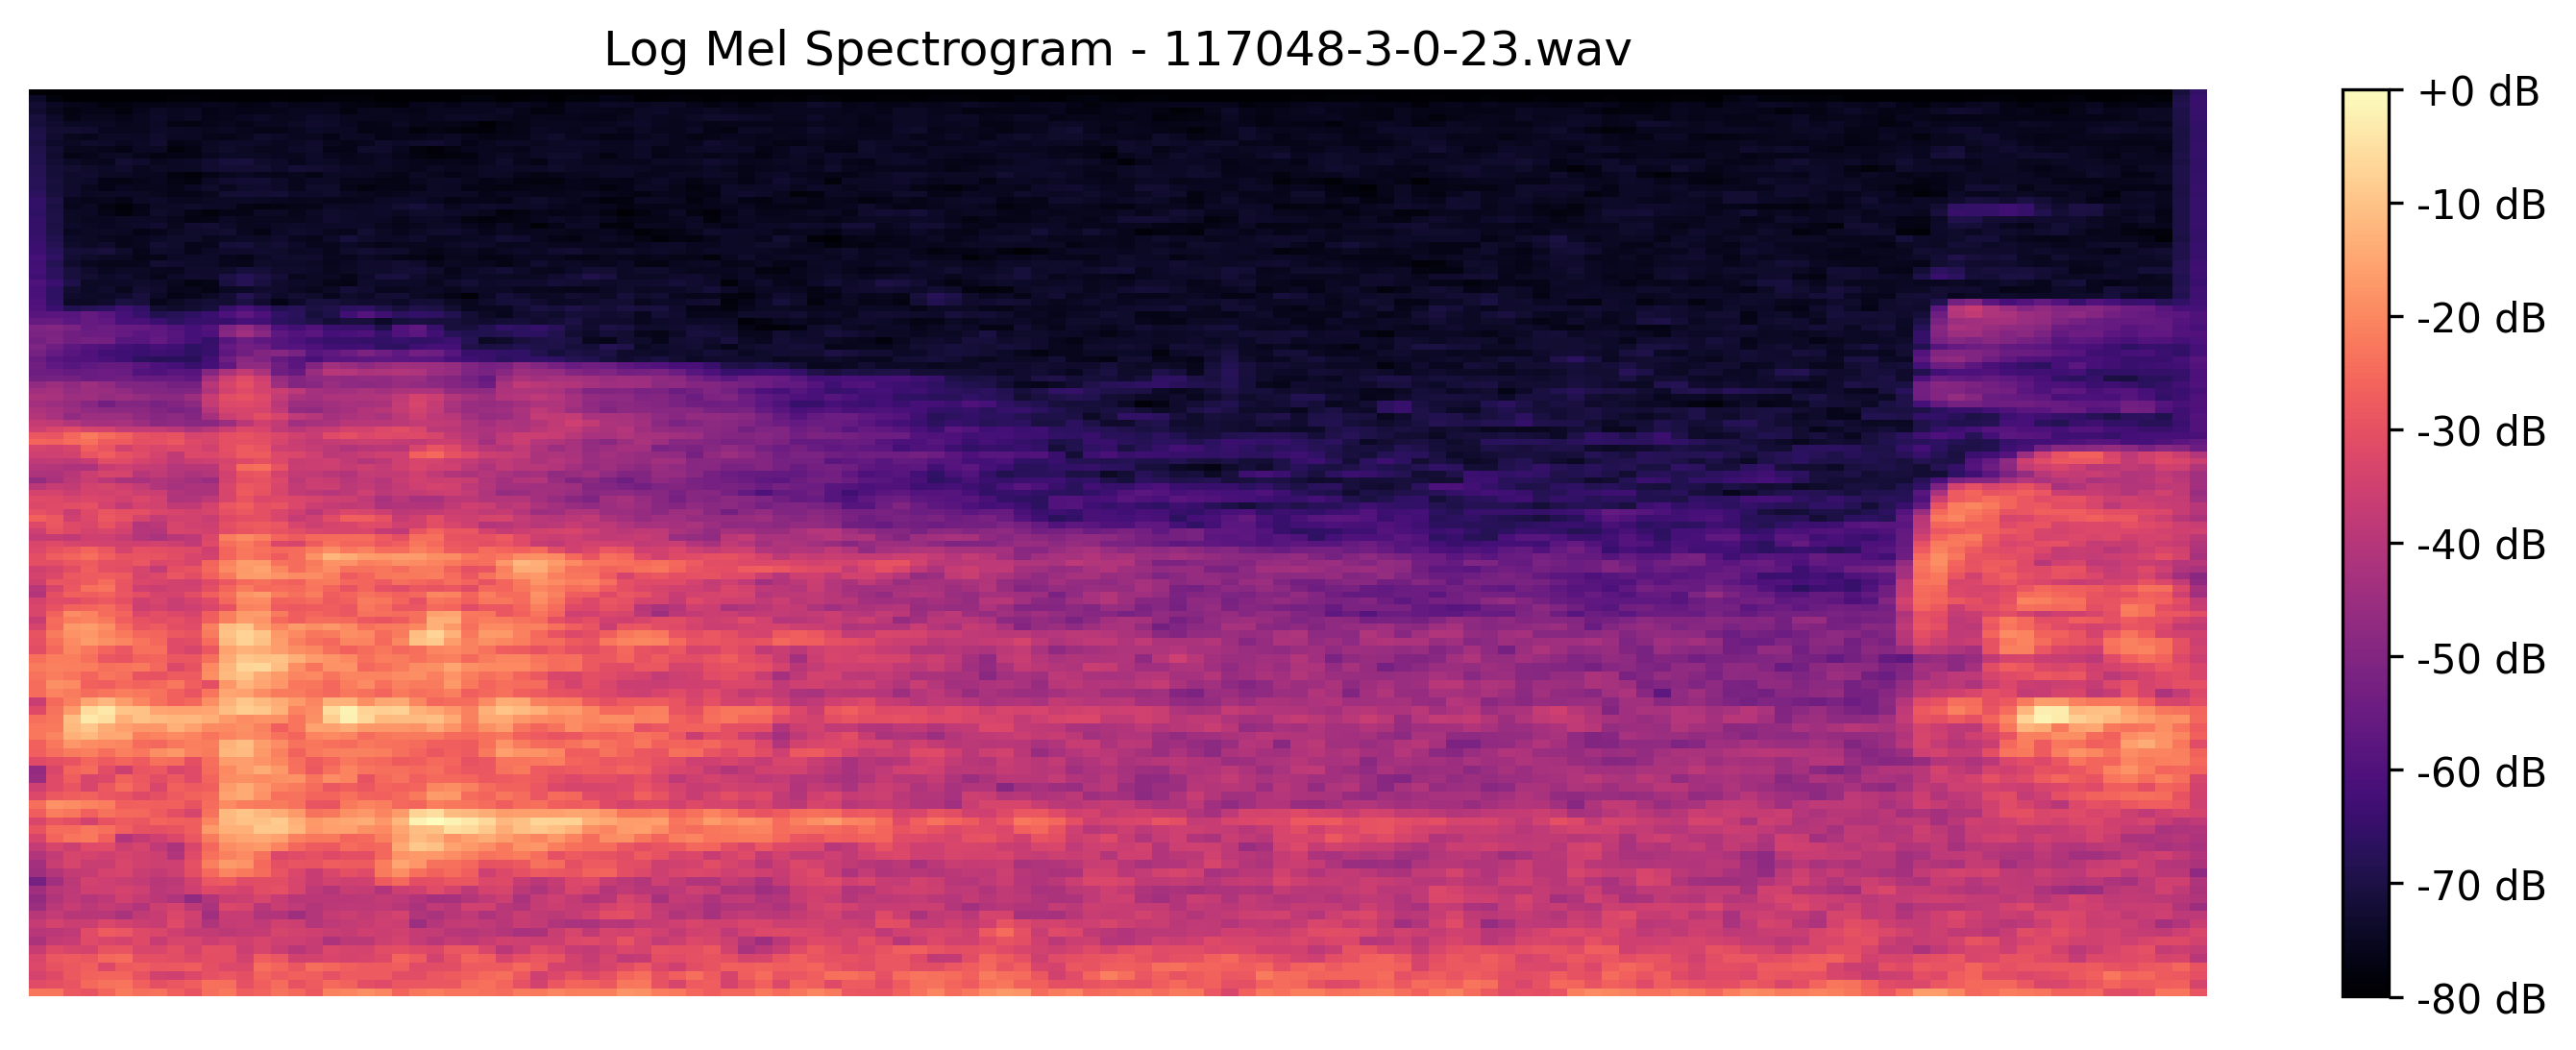 Log Mel Spectrogram - 117048-3-0-23.wav
+0 dB
-10 dB
-20 dB
-30 dB
-40 dB
-50 dB
-60 dB
-70 dB
-80 dB